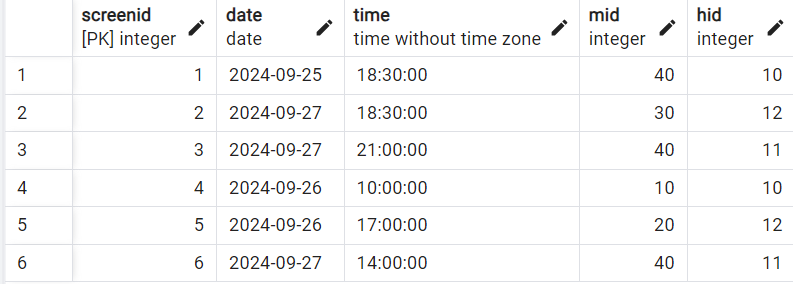 screenid date time mid hid
[PK] integer date time without time zone integer integer
1 1 2024-09-25 18:30:00 40 10
2 2 2024-09-27 18:30:00 30 12
3 3 2024-09-27 21:00:00 40 11
4 4 2024-09-26 10:00:00 10 10
5 5 2024-09-26 17:00:00 20 12
6 6 2024-09-27 14:00:00 40 11